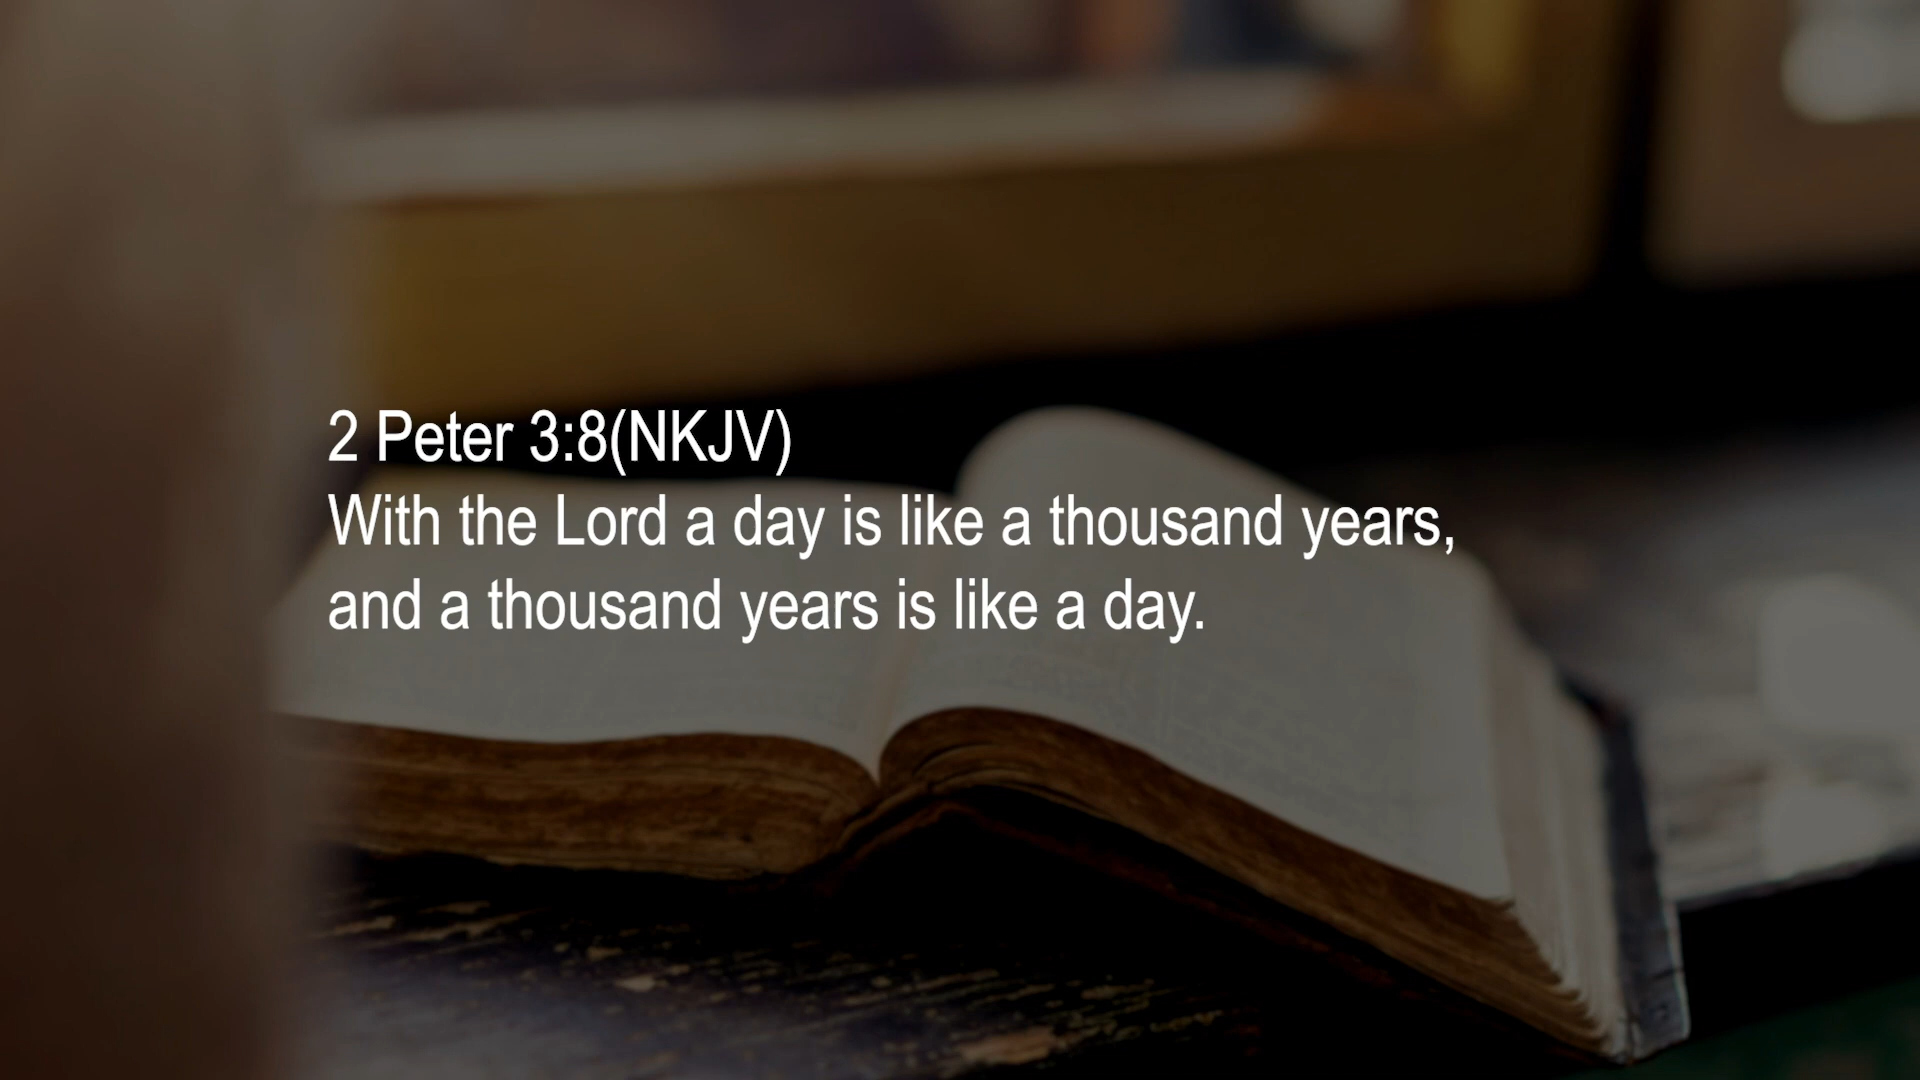 2 Peter 3:8(NKJV)
With the Lord a day is like a thousand years,
and a thousand years is like a day.